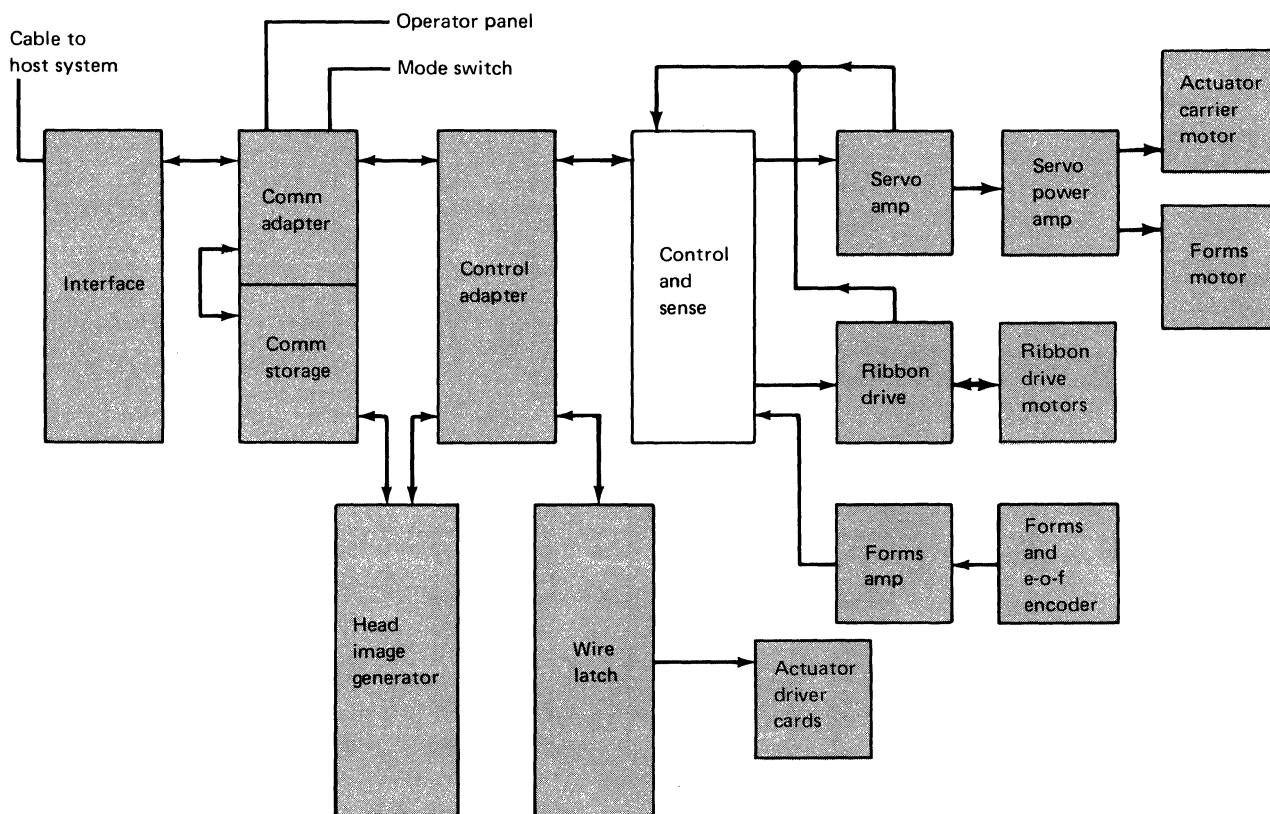 Cable to
host system
Operator panel
Mode switch
Interface
Comm
adapter
Comm
storage
Control
adapter
Control
and
sense
Servo
amp
Servo
power
amp
Actuator
carrier
motor
Forms
motor
Ribbon
drive
Ribbon
drive
motors
Forms
amp
Forms
and
e-o-f
encoder
Head
image
generator
Wire
latch
Actuator
driver
cards